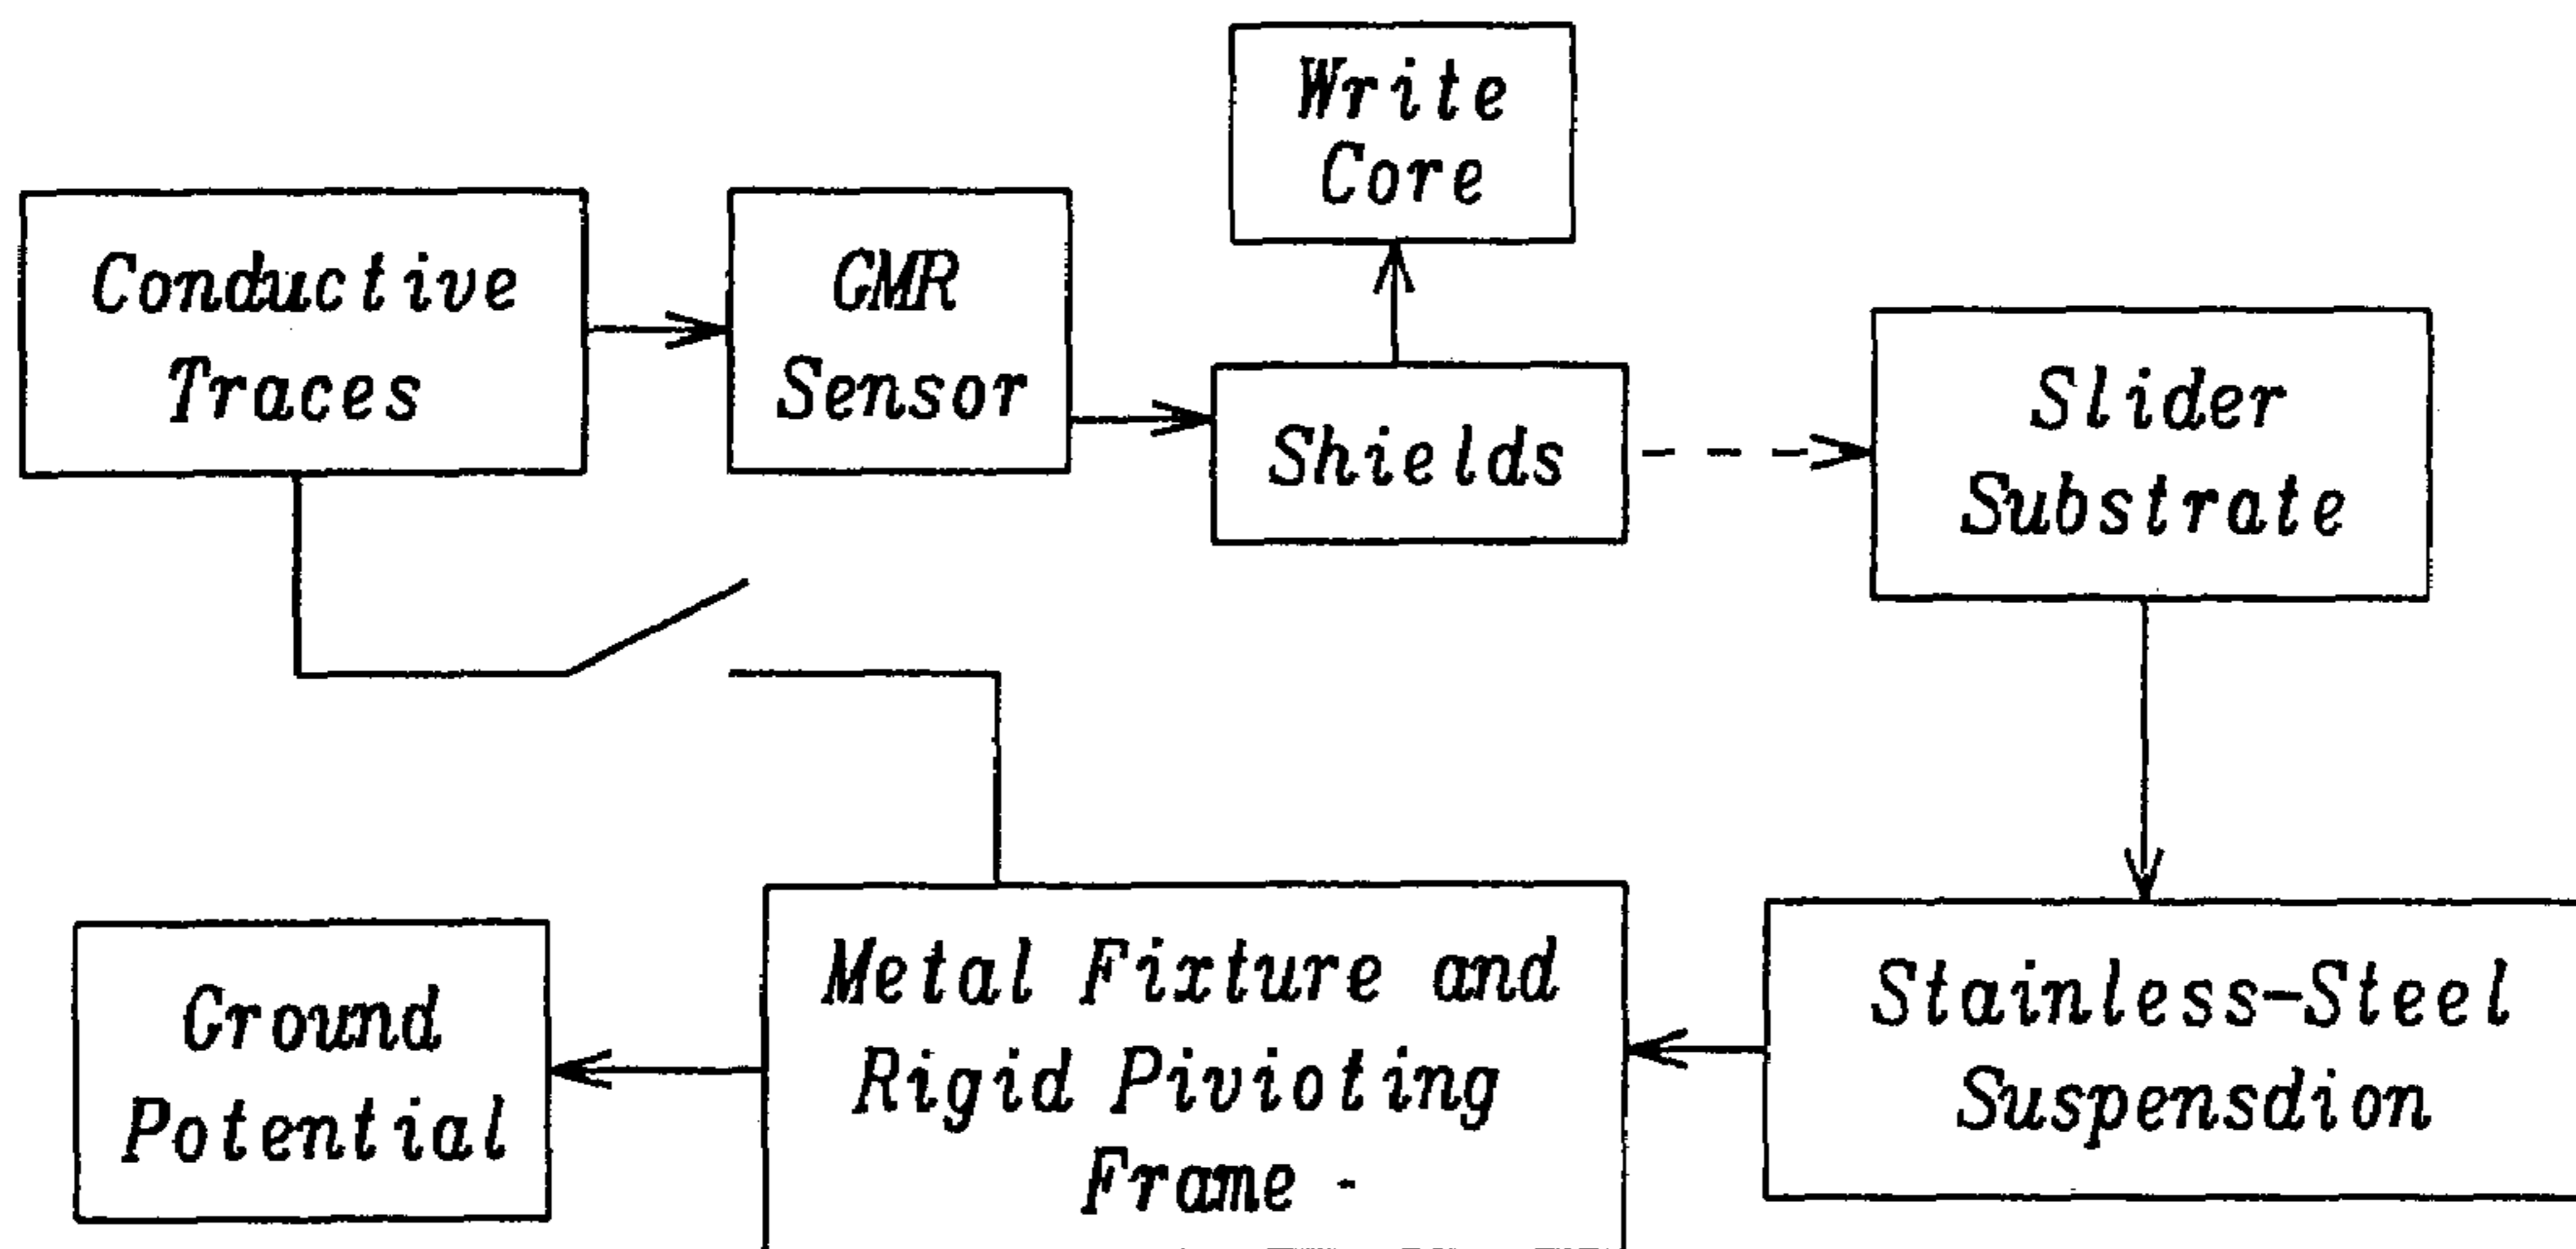 Write
Core
Conductive
Traces
GMR
Sensor
Shields
Slider
Substrate
Ground
Potential
Metal Fixture and
Rigid Pivioting
Frame -
Stainless-Steel
Suspensdion